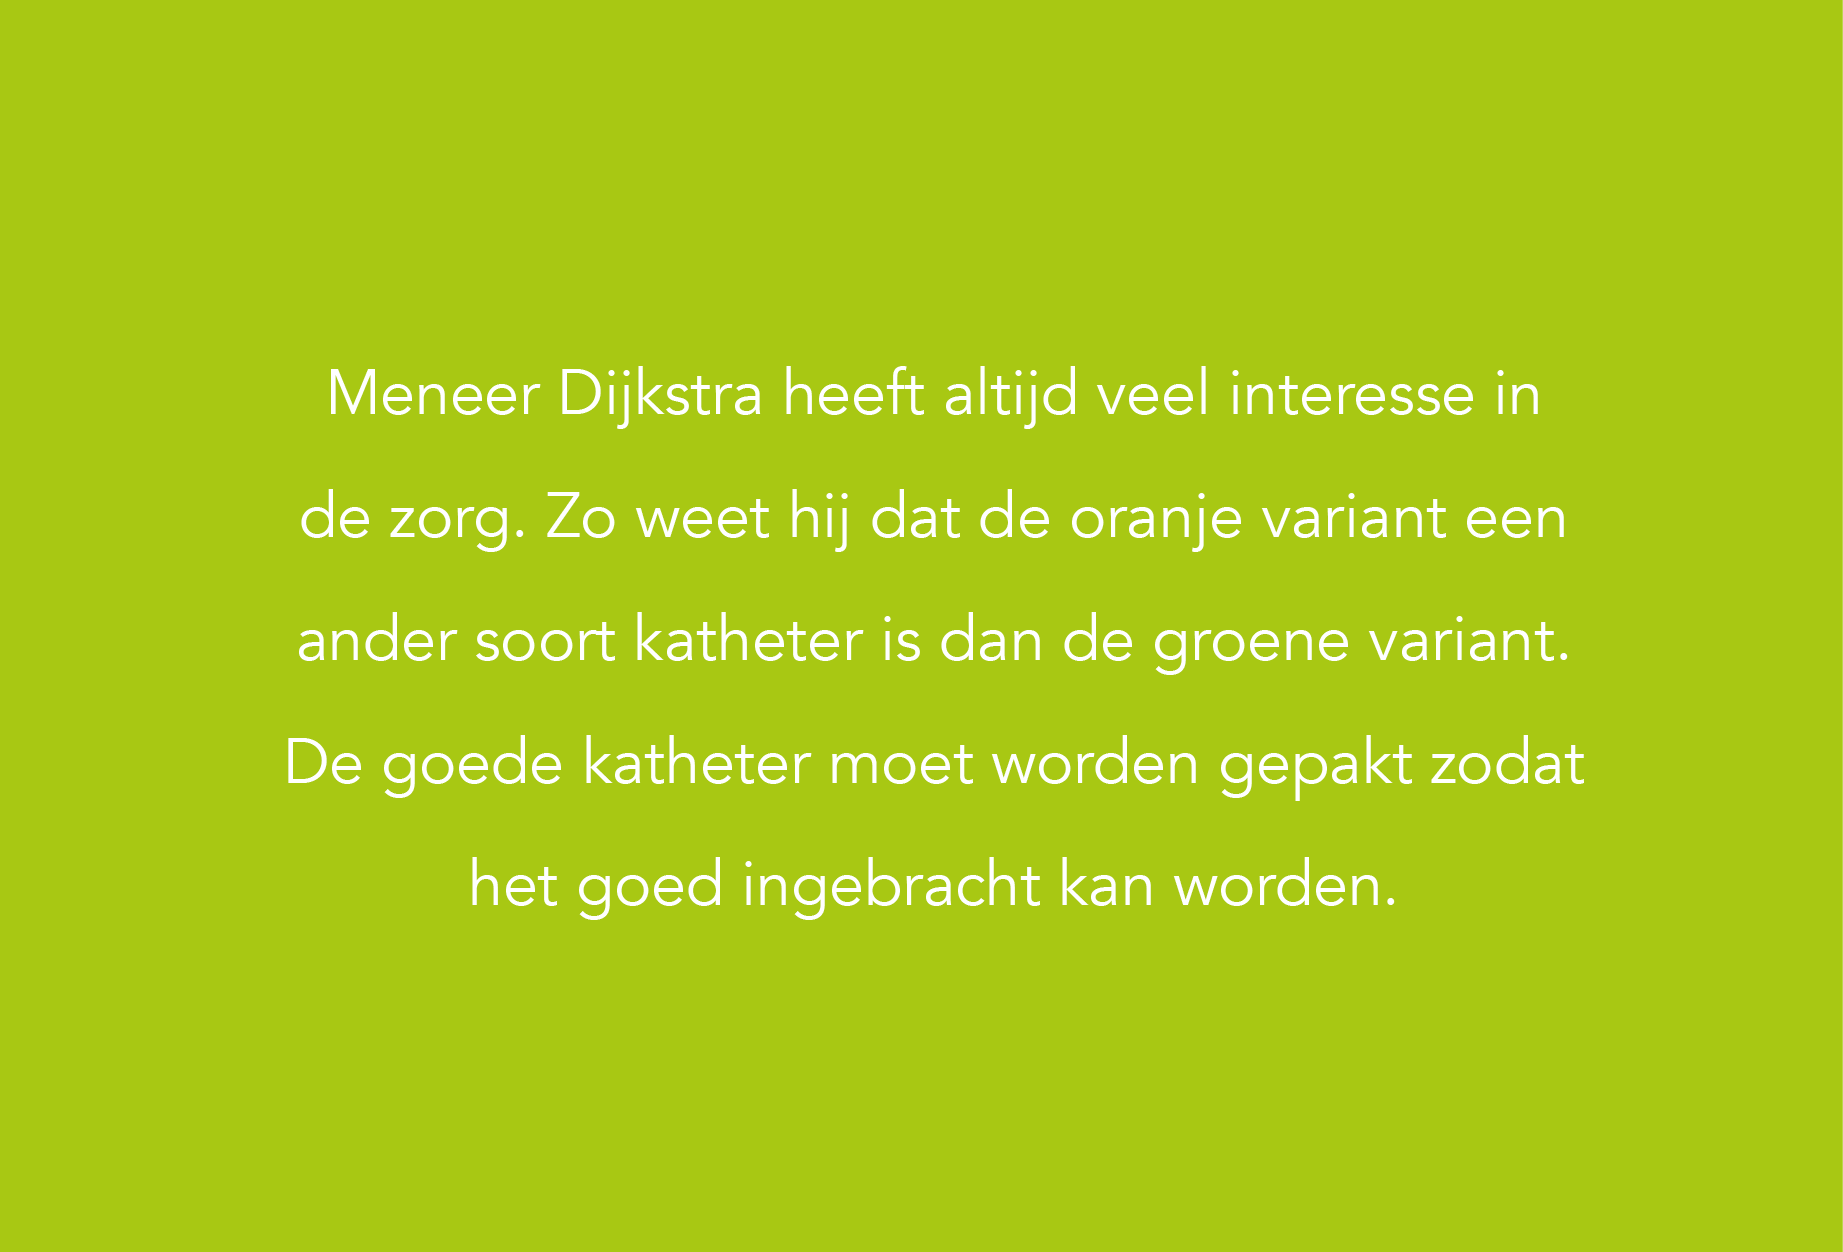 Meneer Dijkstra heeft altijd veel interesse in
de zorg. Zo weet hij dat de oranje variant een
ander soort katheter is dan de groene variant.
De goede katheter moet worden gepakt zodat
het goed ingebracht kan worden.